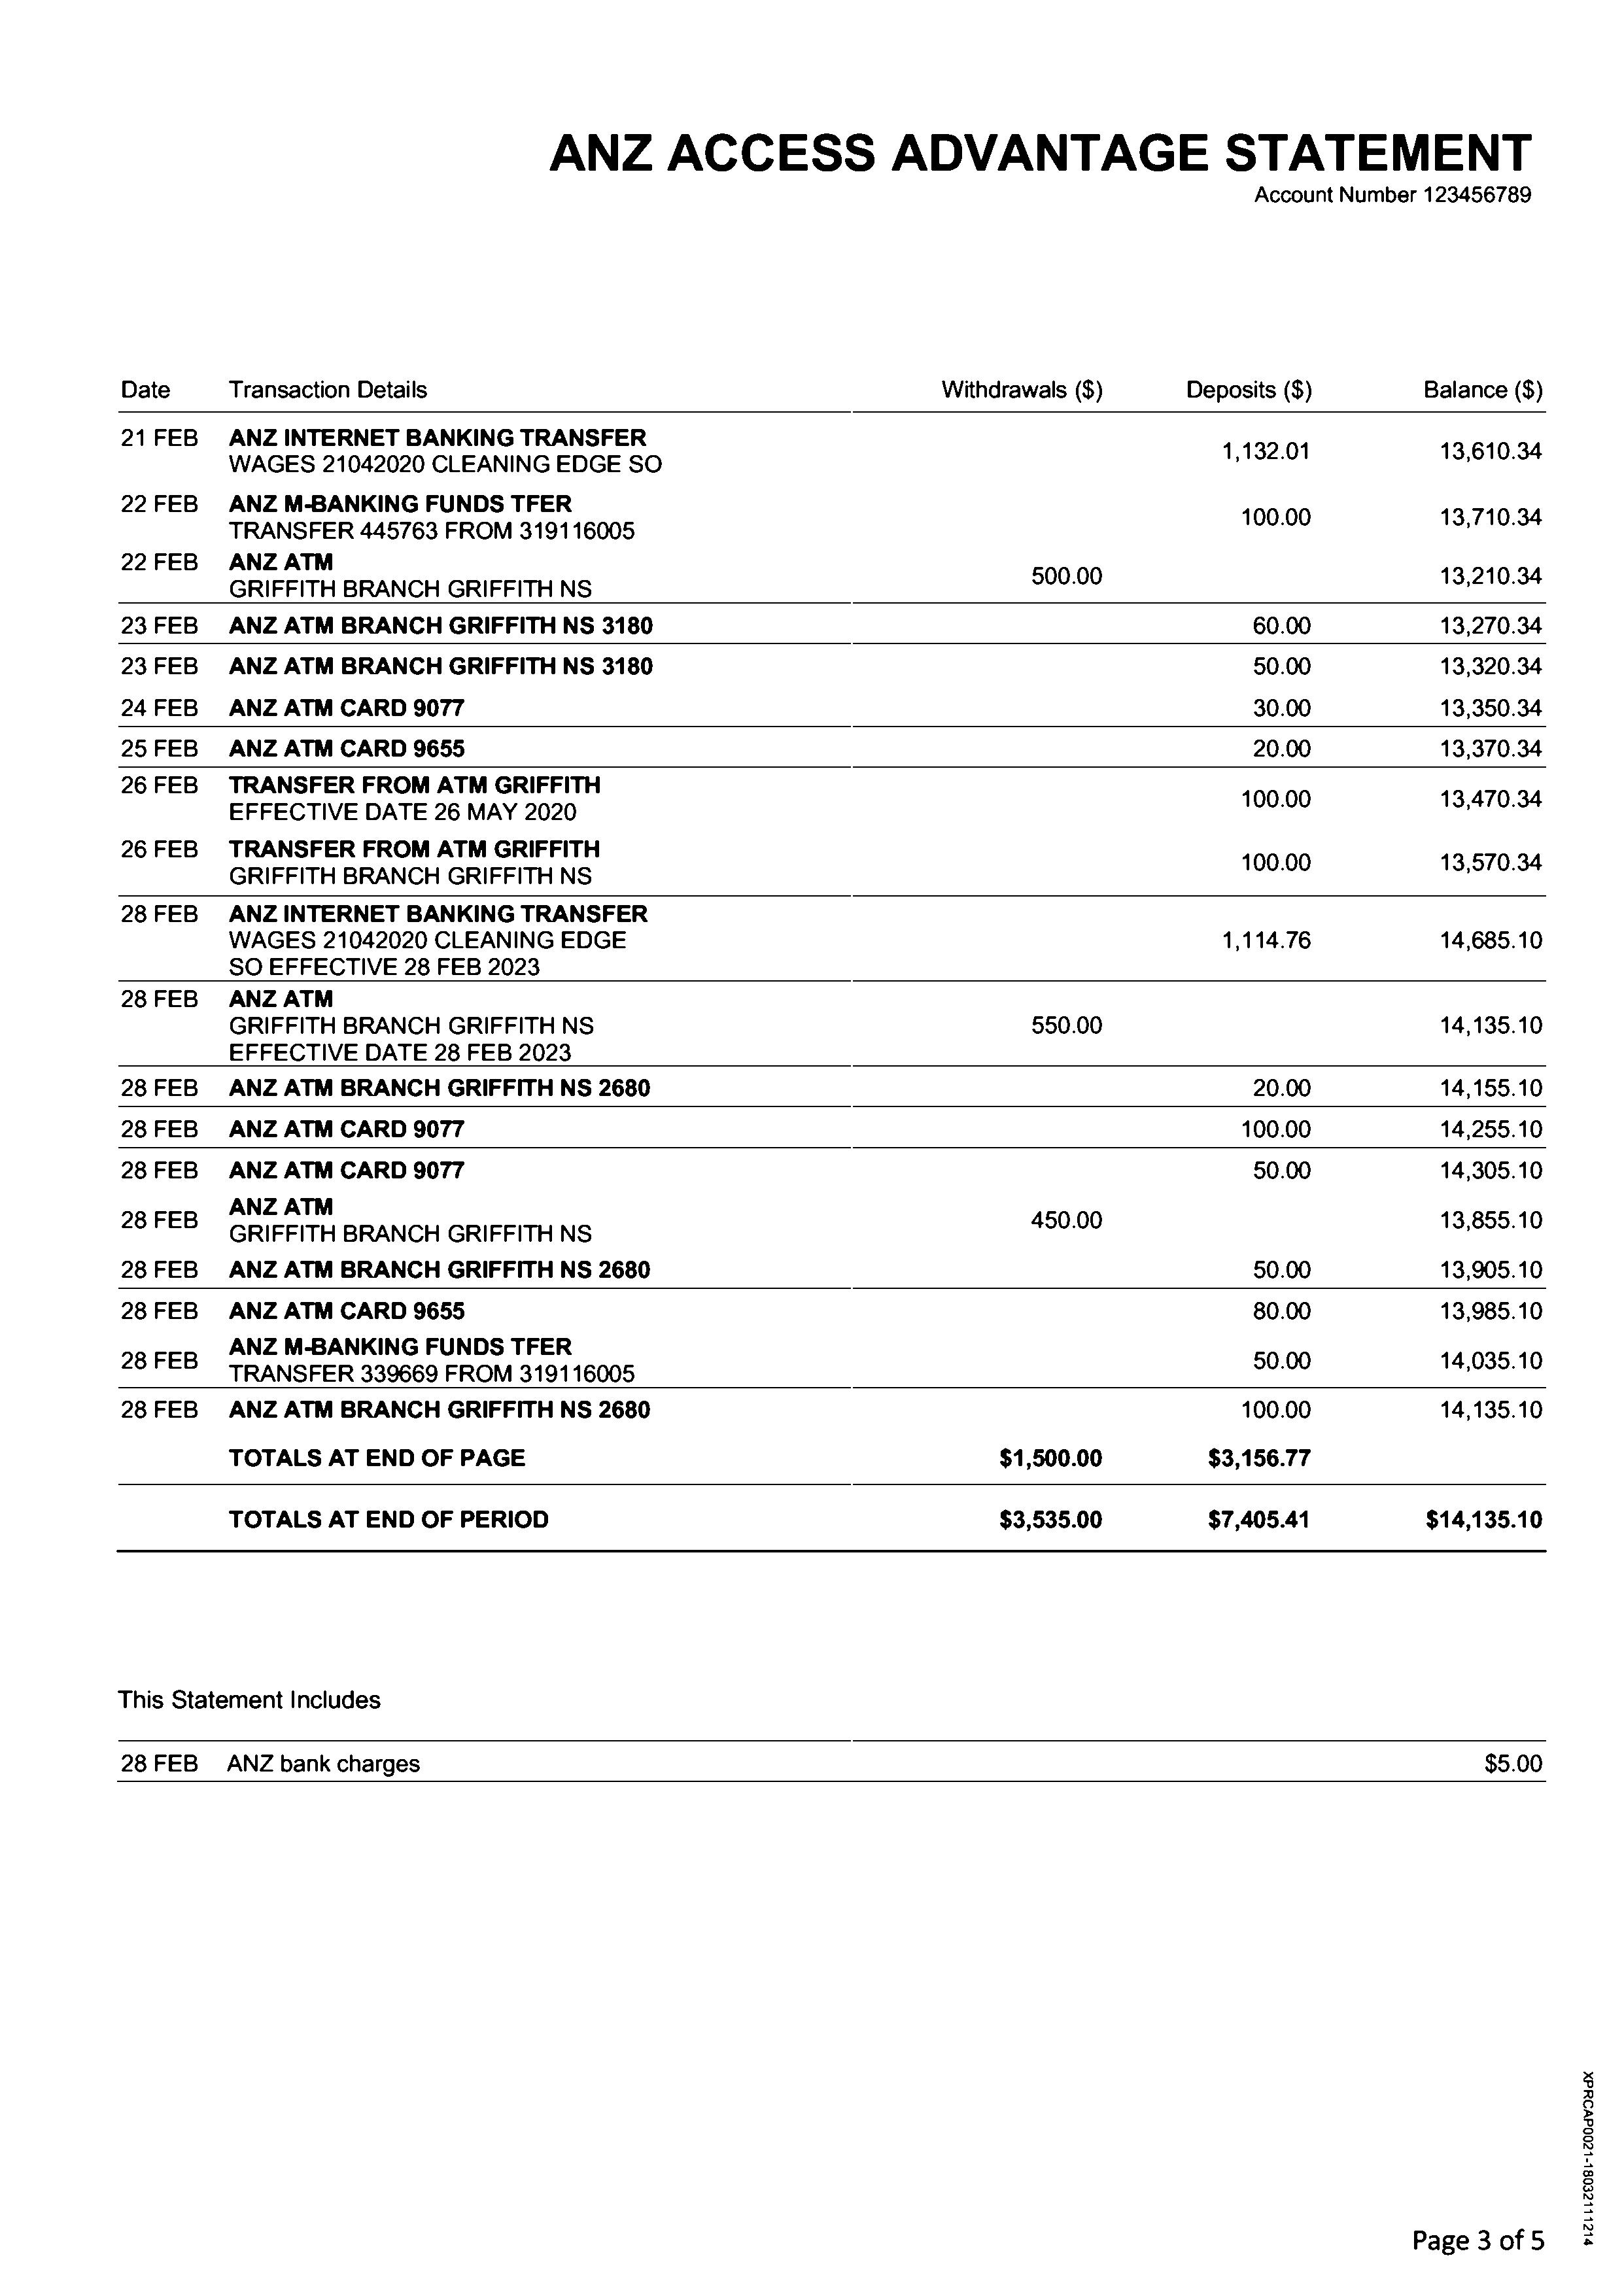 ANZ ACCESS ADVANTAGE STATEMENT
Account Number 123456789
Date Transaction Details Withdrawals ($) Deposits ($) Balance ($)
21 FEB ANZ INTERNET BANKING TRANSFER
WAGES 21042020 CLEANING EDGE SO 1,132.01 13,610.34
22 FEB ANZ M-BANKING FUNDS TFER
TRANSFER 445763 FROM 319116005 100.00 13,710.34
22 FEB ANZ ATM
GRIFFITH BRANCH GRIFFITH NS 500.00 13,210.34
23 FEB ANZ ATM BRANCH GRIFFITH NS 3180 60.00 13,270.34
23 FEB ANZ ATM BRANCH GRIFFITH NS 3180 50.00 13,320.34
24 FEB ANZ ATM CARD 9077 30.00 13,350.34
25 FEB ANZ ATM CARD 9655 20.00 13,370.34
26 FEB TRANSFER FROM ATM GRIFFITH
EFFECTIVE DATE 26 MAY 2020 100.00 13,470.34
26 FEB TRANSFER FROM ATM GRIFFITH
GRIFFITH BRANCH GRIFFITH NS 100.00 13,570.34
28 FEB ANZ INTERNET BANKING TRANSFER
WAGES 21042020 CLEANING EDGE 1,114.76 14,685.10
SO EFFECTIVE 28 FEB 2023
28 FEB ANZ ATM
GRIFFITH BRANCH GRIFFITH NS 550.00 14,135.10
EFFECTIVE DATE 28 FEB 2023
28 FEB ANZ ATM BRANCH GRIFFITH NS 2680 20.00 14,155.10
28 FEB ANZ ATM CARD 9077 100.00 14,255.10
28 FEB ANZ ATM CARD 9077 50.00 14,305.10
28 FEB ANZ ATM
GRIFFITH BRANCH GRIFFITH NS 450.00 13,855.10
28 FEB ANZ ATM BRANCH GRIFFITH NS 2680 50.00 13,905.10
28 FEB ANZ ATM CARD 9655 80.00 13,985.10
28 FEB ANZ M-BANKING FUNDS TFER
TRANSFER 339669 FROM 319116005 50.00 14,035.10
28 FEB ANZ ATM BRANCH GRIFFITH NS 2680 100.00 14,135.10
TOTALS AT END OF PAGE $1,500.00 $3,156.77
TOTALS AT END OF PERIOD $3,535.00 $7,405.41 $14,135.10
This Statement Includes
28 FEB ANZ bank charges $5.00
XPRCAP0021-18032111214
Page 3 of 5